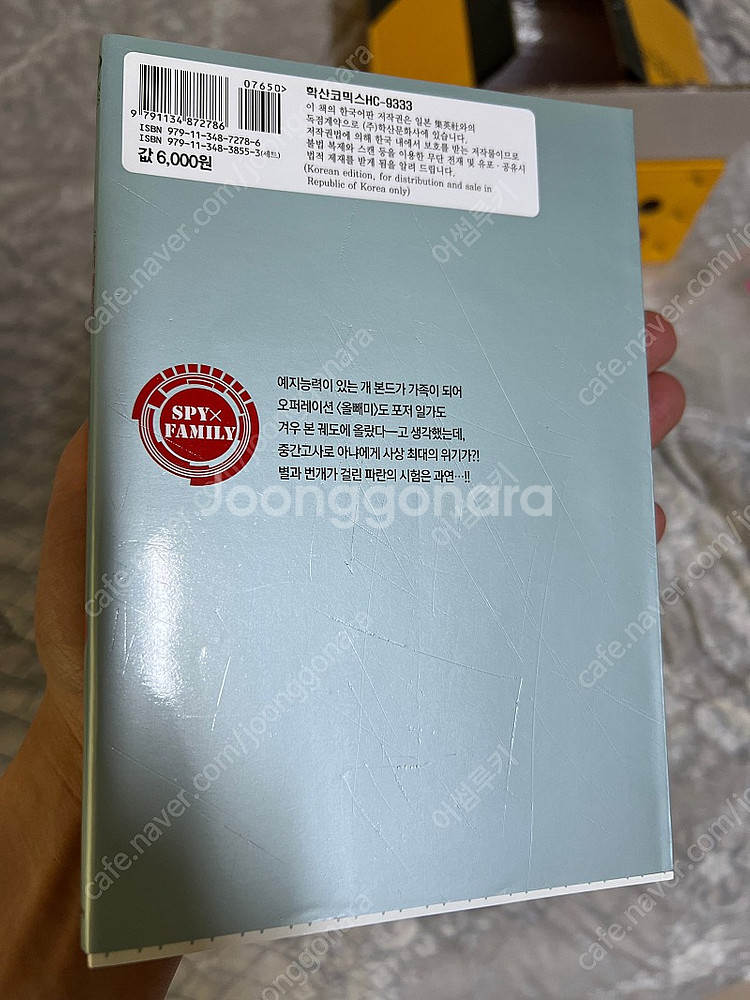 07650
9 791134 872786
ISBN 979-11-348-7278-6
ISBN 979-11-348-3855-3(세트)
값 6,000원
학산코믹스HC-9333
이 책의 한국어판 저작권은 일본 集英社와의
독점계약으로 (주)학산문화사에 있습니다.
저작권법에 의해 한국 내에서 보호를 받는 저작물이므로
불법 복제와 스캔 등을 이용한 무단 전재 및 유포·공유시
법적 제재를 받게 됨을 알려 드립니다.
(Korean edition, for distribution and sale in
Republic of Korea only)
SPY×
FAMILY
예지능력이 있는 개 본드가 가족이 되어
오퍼레이션 〈올빼미〉도 포저 일가도
겨우 본 궤도에 올랐다―고 생각했는데,
중간고사로 아냐에게 사상 최대의 위기가?!
별과 번개가 걸린 파란의 시험은 과연…!!
Joonggonara
cafe.naver.com/joonggonara
어썸루키